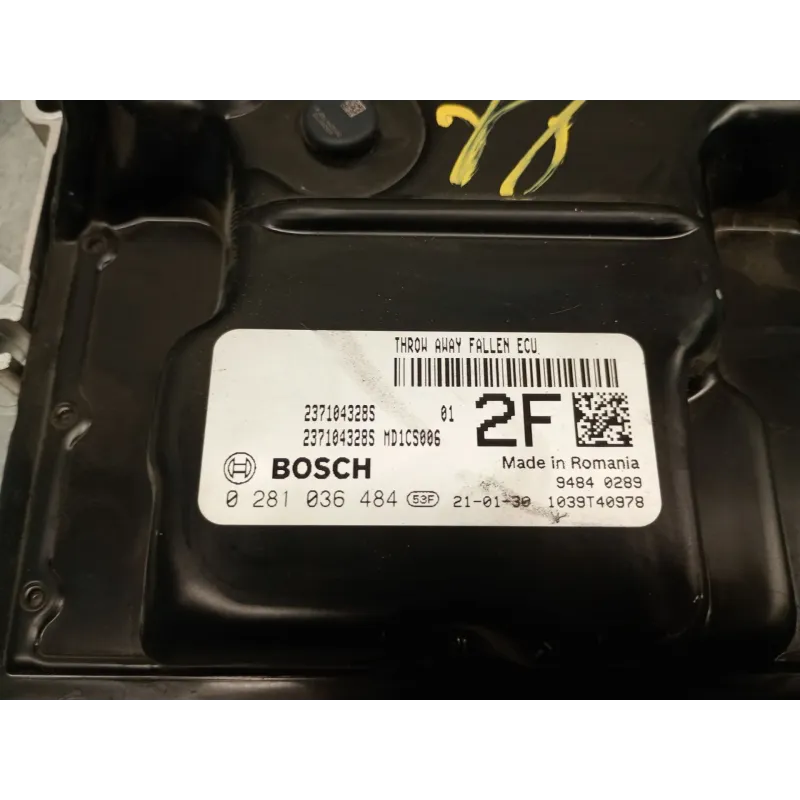 THROW AWAY FALLEN ECU.
237104328S 01
237104328S MD1CS006
2F
BOSCH
Made in Romania
9484 0289
0 281 036 484 53F 21-01-30 1039T40978